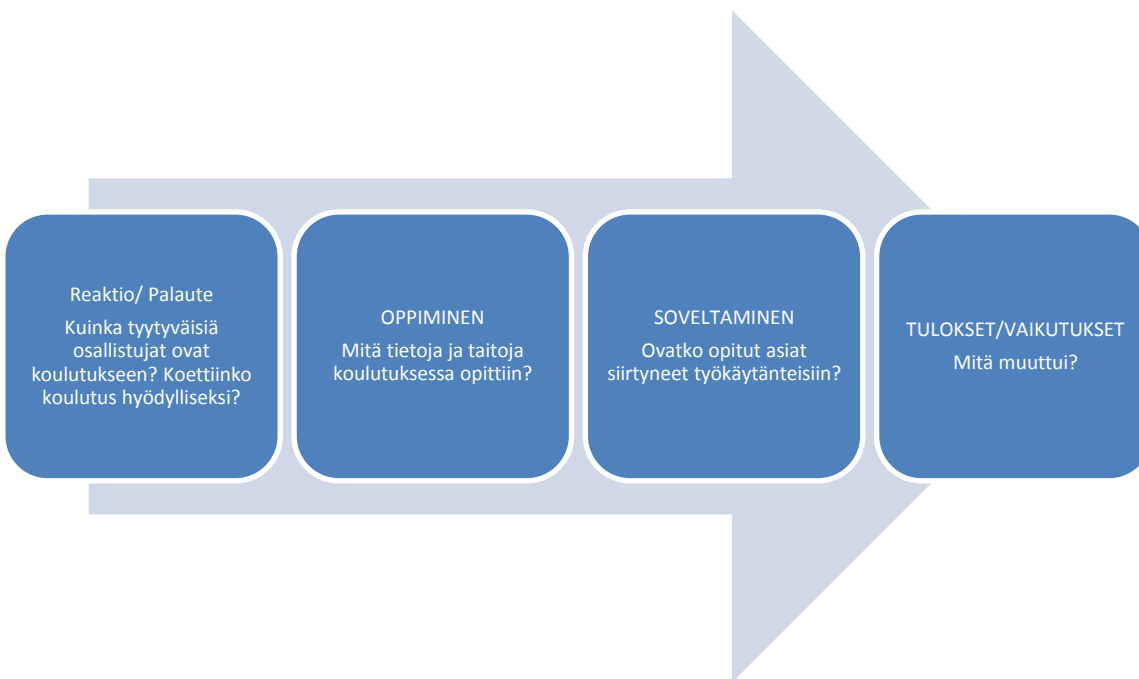 Reaktio/ Palaute
Kuinka tyytyväisiä
osallistujat ovat
koulutukseen? Koettiinko
koulutus hyödylliseksi?
OPPIMINEN
Mitä tietoja ja taitoja
koulutuksessa opittiin?
SOVELTAMINEN
Ovatko opitut asiat
siirtyneet työkäytänteisiin?
TULOKSET/VAIKUTUKSET
Mitä muuttui?